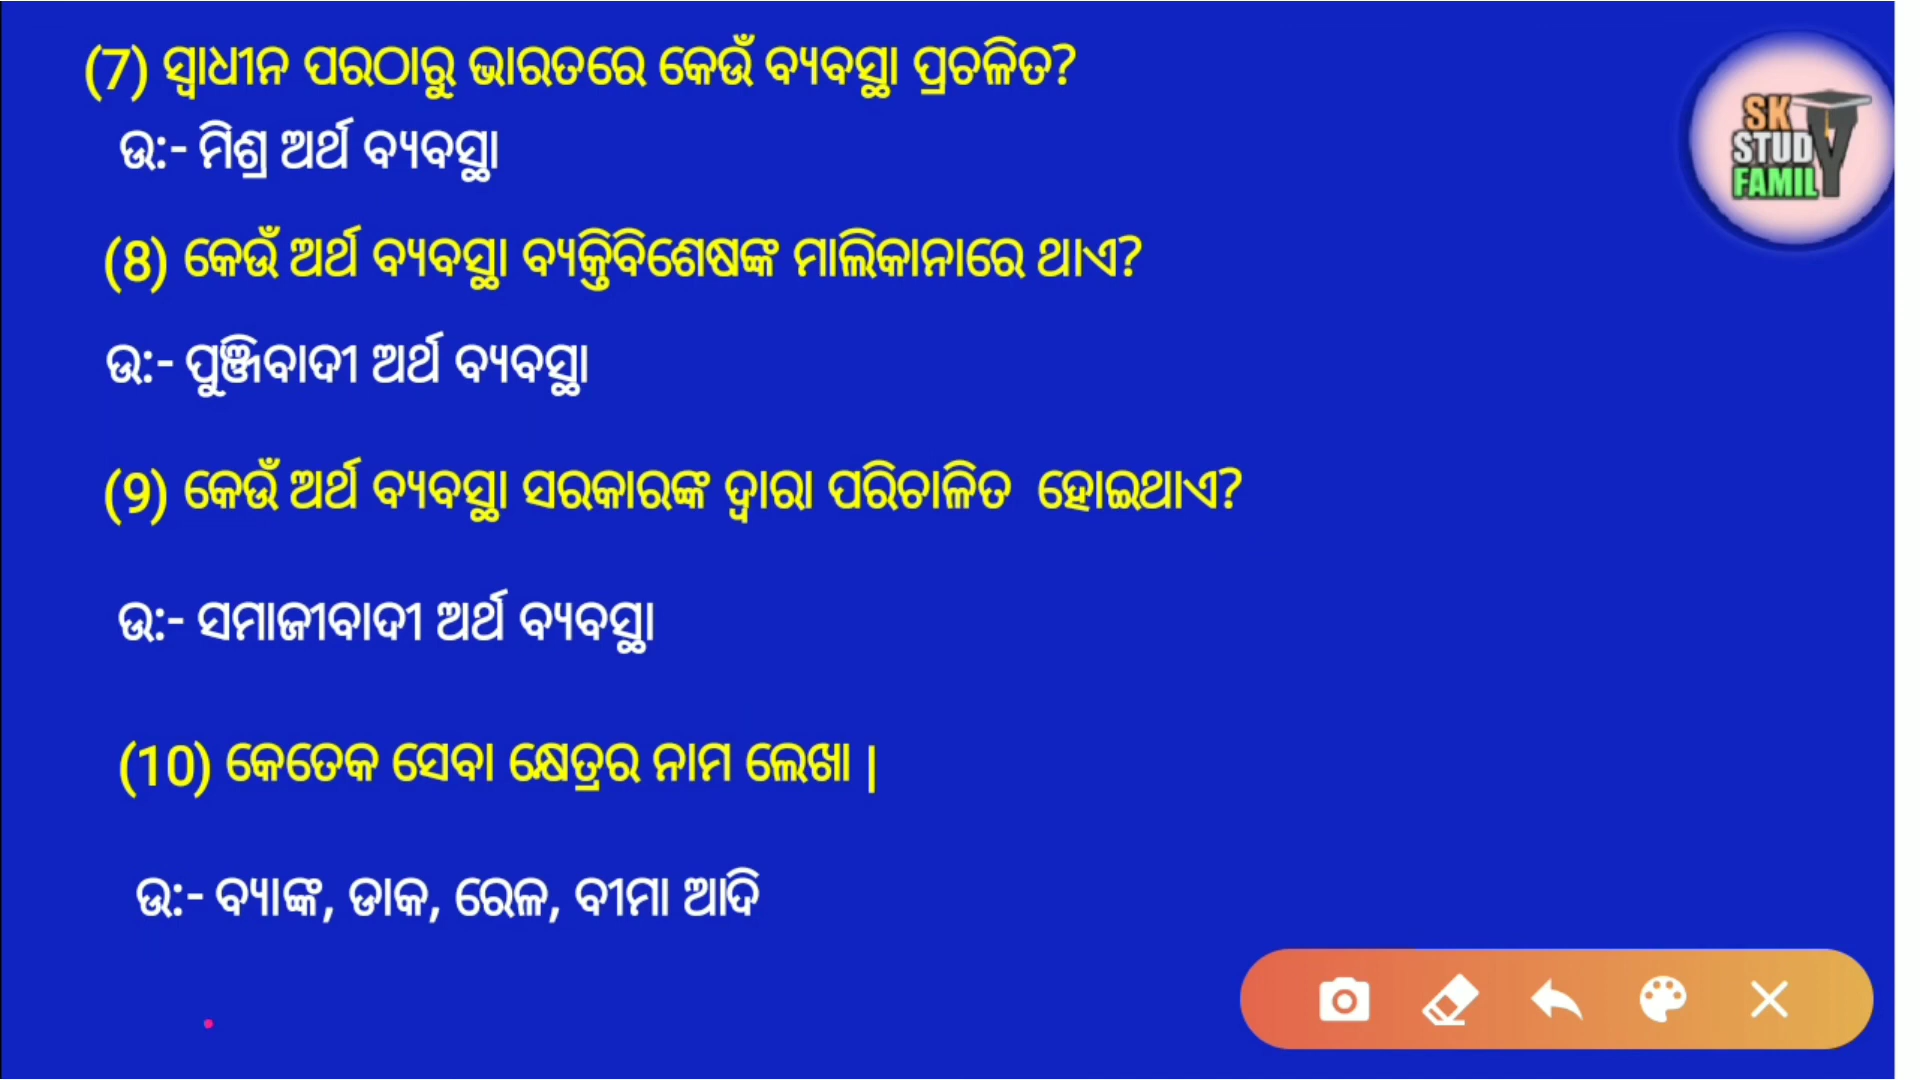 (7) ସ୍ୱାଧୀନ ପରଠାରୁ ଭାରତରେ କେଉଁ ବ୍ୟବସ୍ଥା ପ୍ରଚଳିତ?
ଉ:- ମିଶ୍ର ଅର୍ଥ ବ୍ୟବସ୍ଥା
(8) କେଉଁ ଅର୍ଥ ବ୍ୟବସ୍ଥା ବ୍ୟକ୍ତିବିଶେଷଙ୍କ ମାଲିକାନାରେ ଥାଏ?
ଉ:- ପୁଞ୍ଜିବାଦୀ ଅର୍ଥ ବ୍ୟବସ୍ଥା
(9) କେଉଁ ଅର୍ଥ ବ୍ୟବସ୍ଥା ସରକାରଙ୍କ ଦ୍ୱାରା ପରିଚାଳିତ ହୋଇଥାଏ?
ଉ:- ସମାଜୀବାଦୀ ଅର୍ଥ ବ୍ୟବସ୍ଥା
(10) କେତେକ ସେବା କ୍ଷେତ୍ରର ନାମ ଲେଖା |
ଉ:- ବ୍ୟାଙ୍କ, ଡାକ, ରେଳ, ବୀମା ଆଦି
SK
STUDY
FAMILY